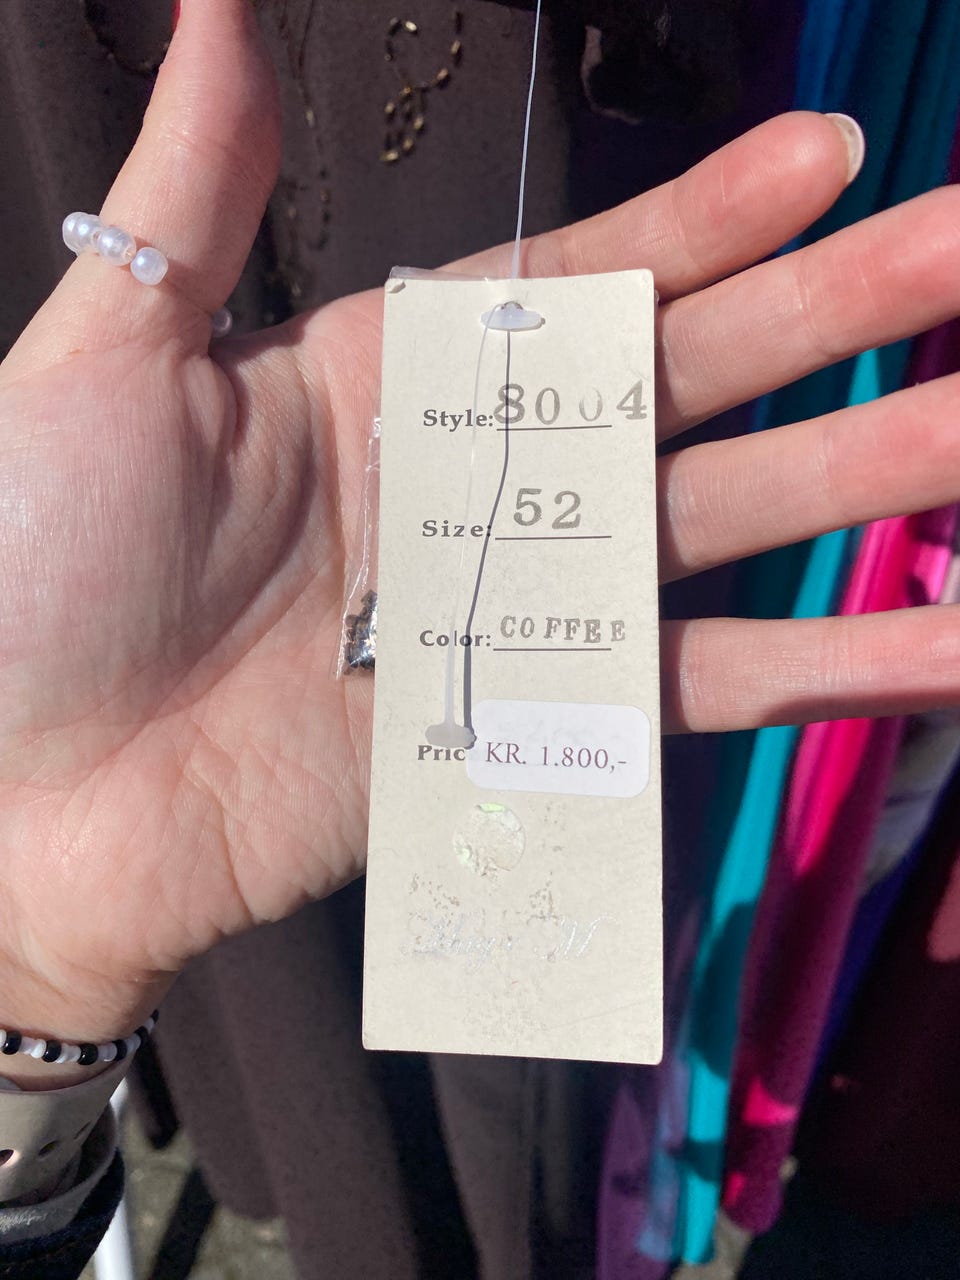 Style: 8004
Size: 52
Color: COFFEE
Pric KR. 1.800,-